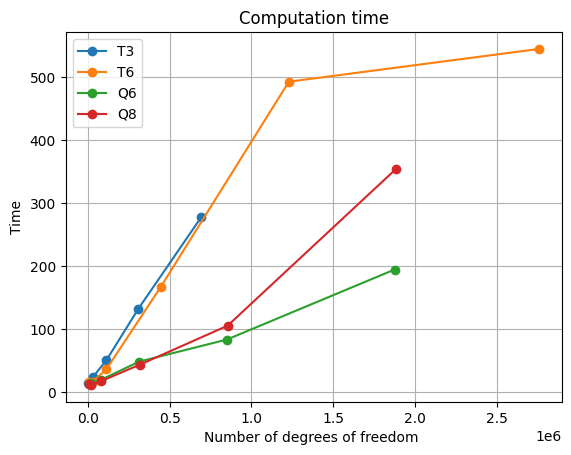 Computation time
T3
T6
Q6
Q8
Time
500
400
300
200
100
0
0.0 0.5 1.0 1.5 2.0 2.5
1e6
Number of degrees of freedom